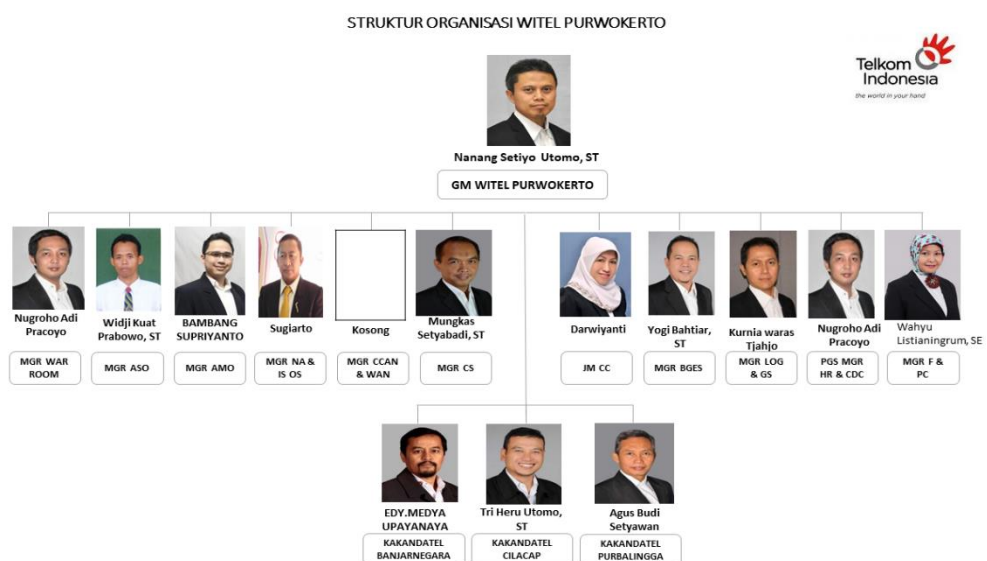 STRUKTUR ORGANISASI WITEL PURWOKERTO
Telkom
Indonesia
the world in your hand
Nanang Setiyo Utomo, ST
GM WITEL PURWOKERTO
Nugroho Adi
Pracoyo
MGR WAR
ROOM
Widji Kuat
Prabowo, ST
MGR ASO
BAMBANG
SUPRIYANTO
MGR AMO
Sugiarto
MGR NA &
IS OS
Kosong
MGR CCAN
& WAN
Mungkas
Setyabadi, ST
MGR CS
Darwiyanti
JM CC
Yogi Bahtiar,
ST
MGR BGES
Kurnia waras
Tjahjo
MGR LOG
& GS
Nugroho Adi
Pracoyo
PGS MGR
HR & CDC
Wahyu
Listianingrum, SE
MGR F &
PC
EDY.MEDYA
UPAYANAYA
KAKANDATEL
BANJARNEGARA
Tri Heru Utomo,
ST
KAKANDATEL
CILACAP
Agus Budi
Setyawan
KAKANDATEL
PURBALINGGA